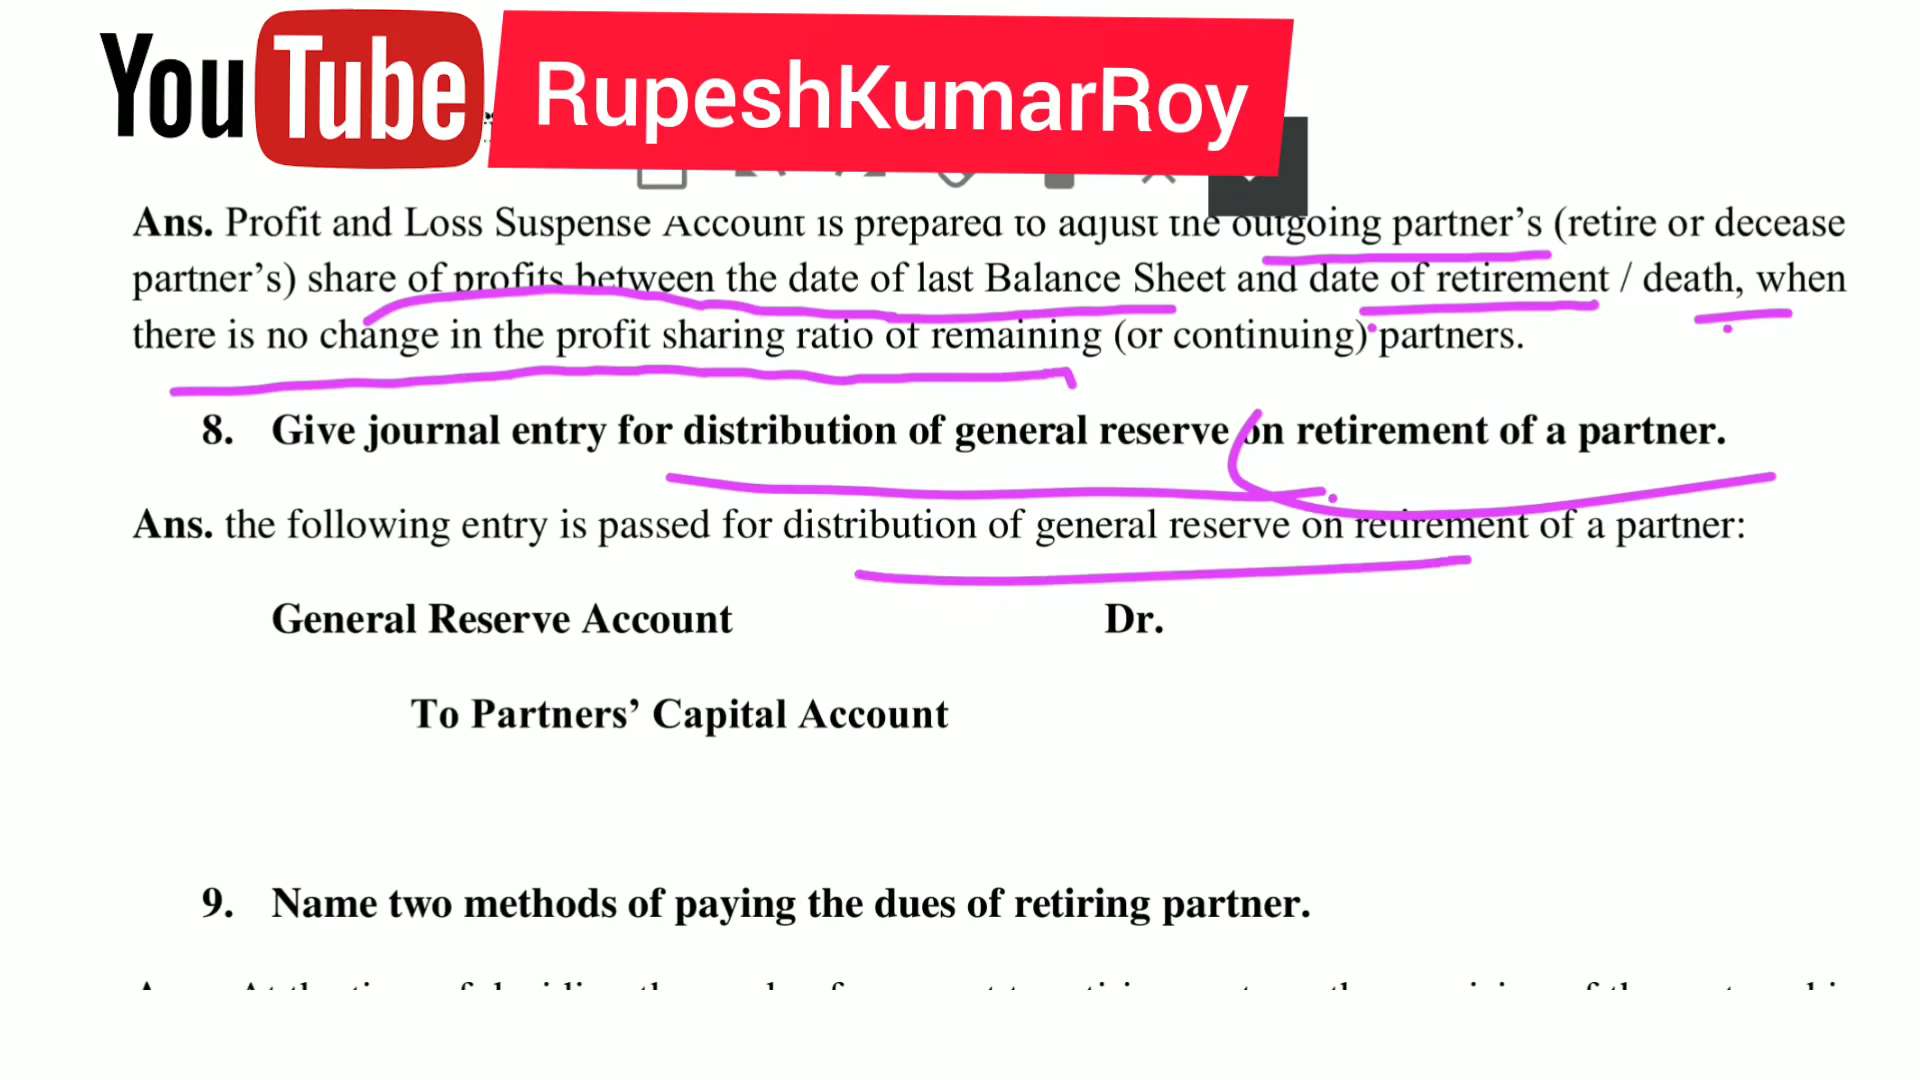 YouTube RupeshKumarRoy
Ans. Profit and Loss Suspense Account is prepared to adjust the outgoing partner’s (retire or decease
partner’s) share of profits between the date of last Balance Sheet and date of retirement / death, when
there is no change in the profit sharing ratio of remaining (or continuing) partners.
8. Give journal entry for distribution of general reserve on retirement of a partner.
Ans. the following entry is passed for distribution of general reserve on retirement of a partner:
General Reserve Account Dr.
To Partners’ Capital Account
9. Name two methods of paying the dues of retiring partner.